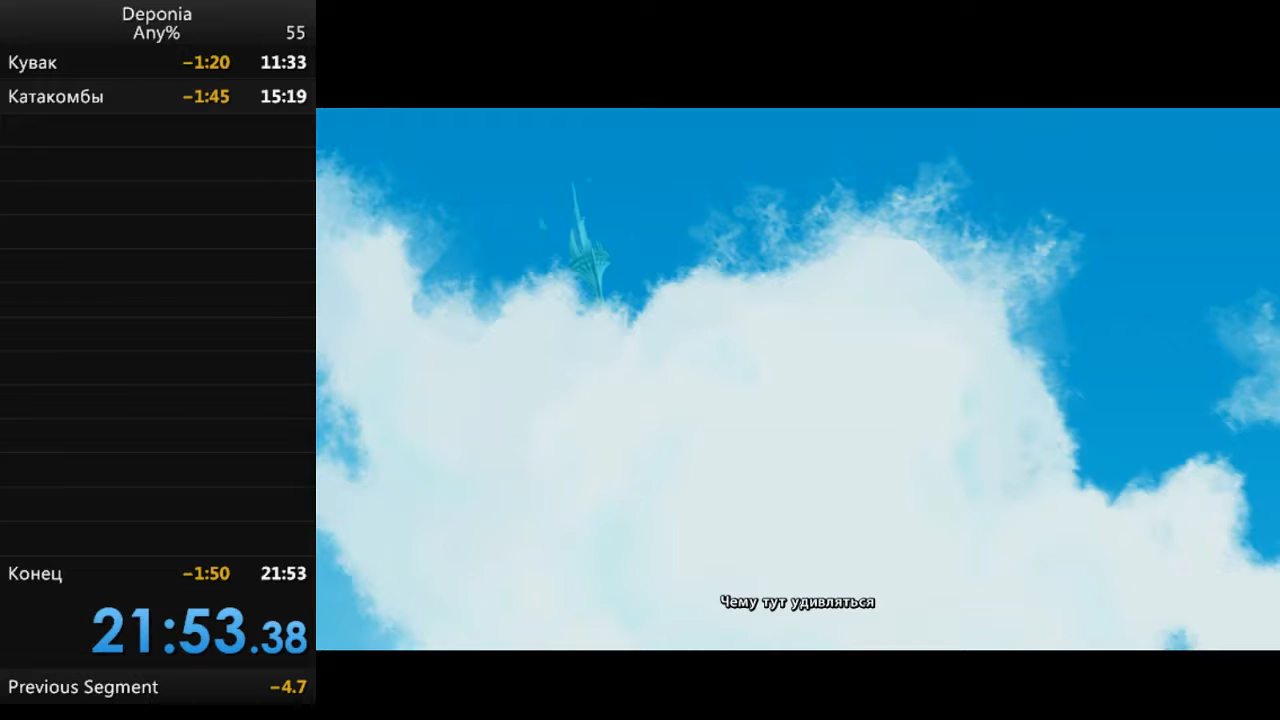 Deponia
Any% 55
Кувак −1:20 11:33
Катакомбы −1:45 15:19
Конец −1:50 21:53
21:53.38
Previous Segment −4.7
Чему тут удивляться